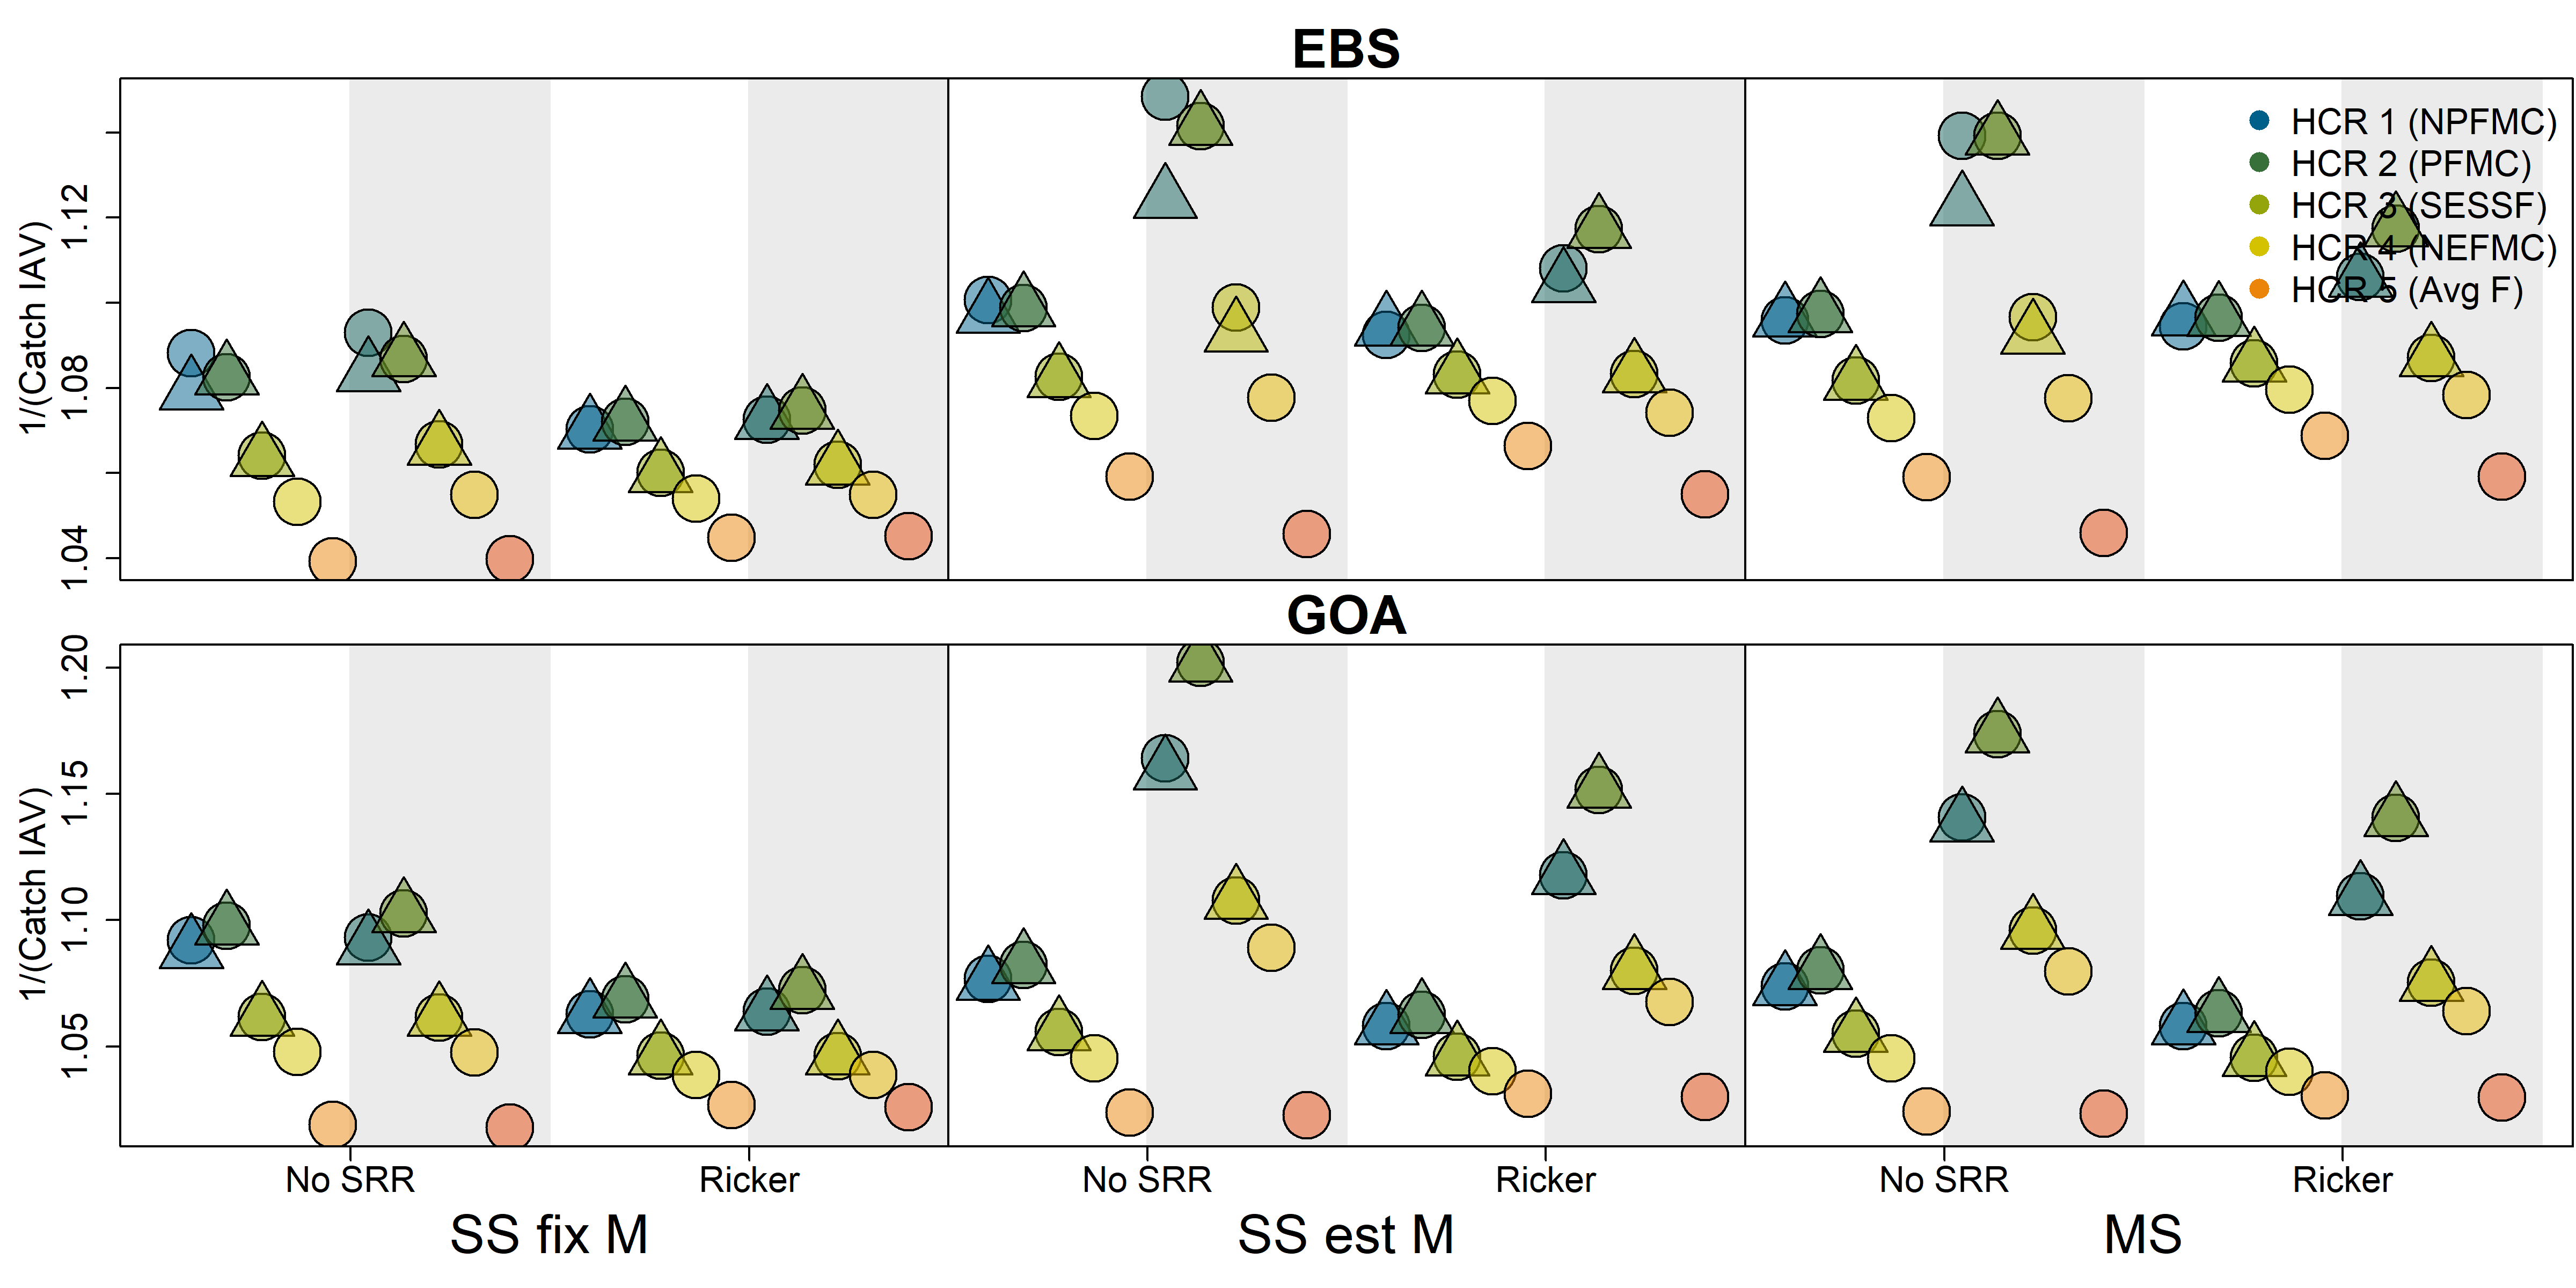 EBS
1/(Catch IAV)
1.04
1.08
1.12
HCR 1 (NPFMC)
HCR 2 (PFMC)
HCR 3 (SESSF)
HCR 4 (NEFMC)
HCR 5 (Avg F)
GOA
1/(Catch IAV)
1.05
1.10
1.15
1.20
No SRR
Ricker
No SRR
Ricker
No SRR
Ricker
SS fix M
SS est M
MS